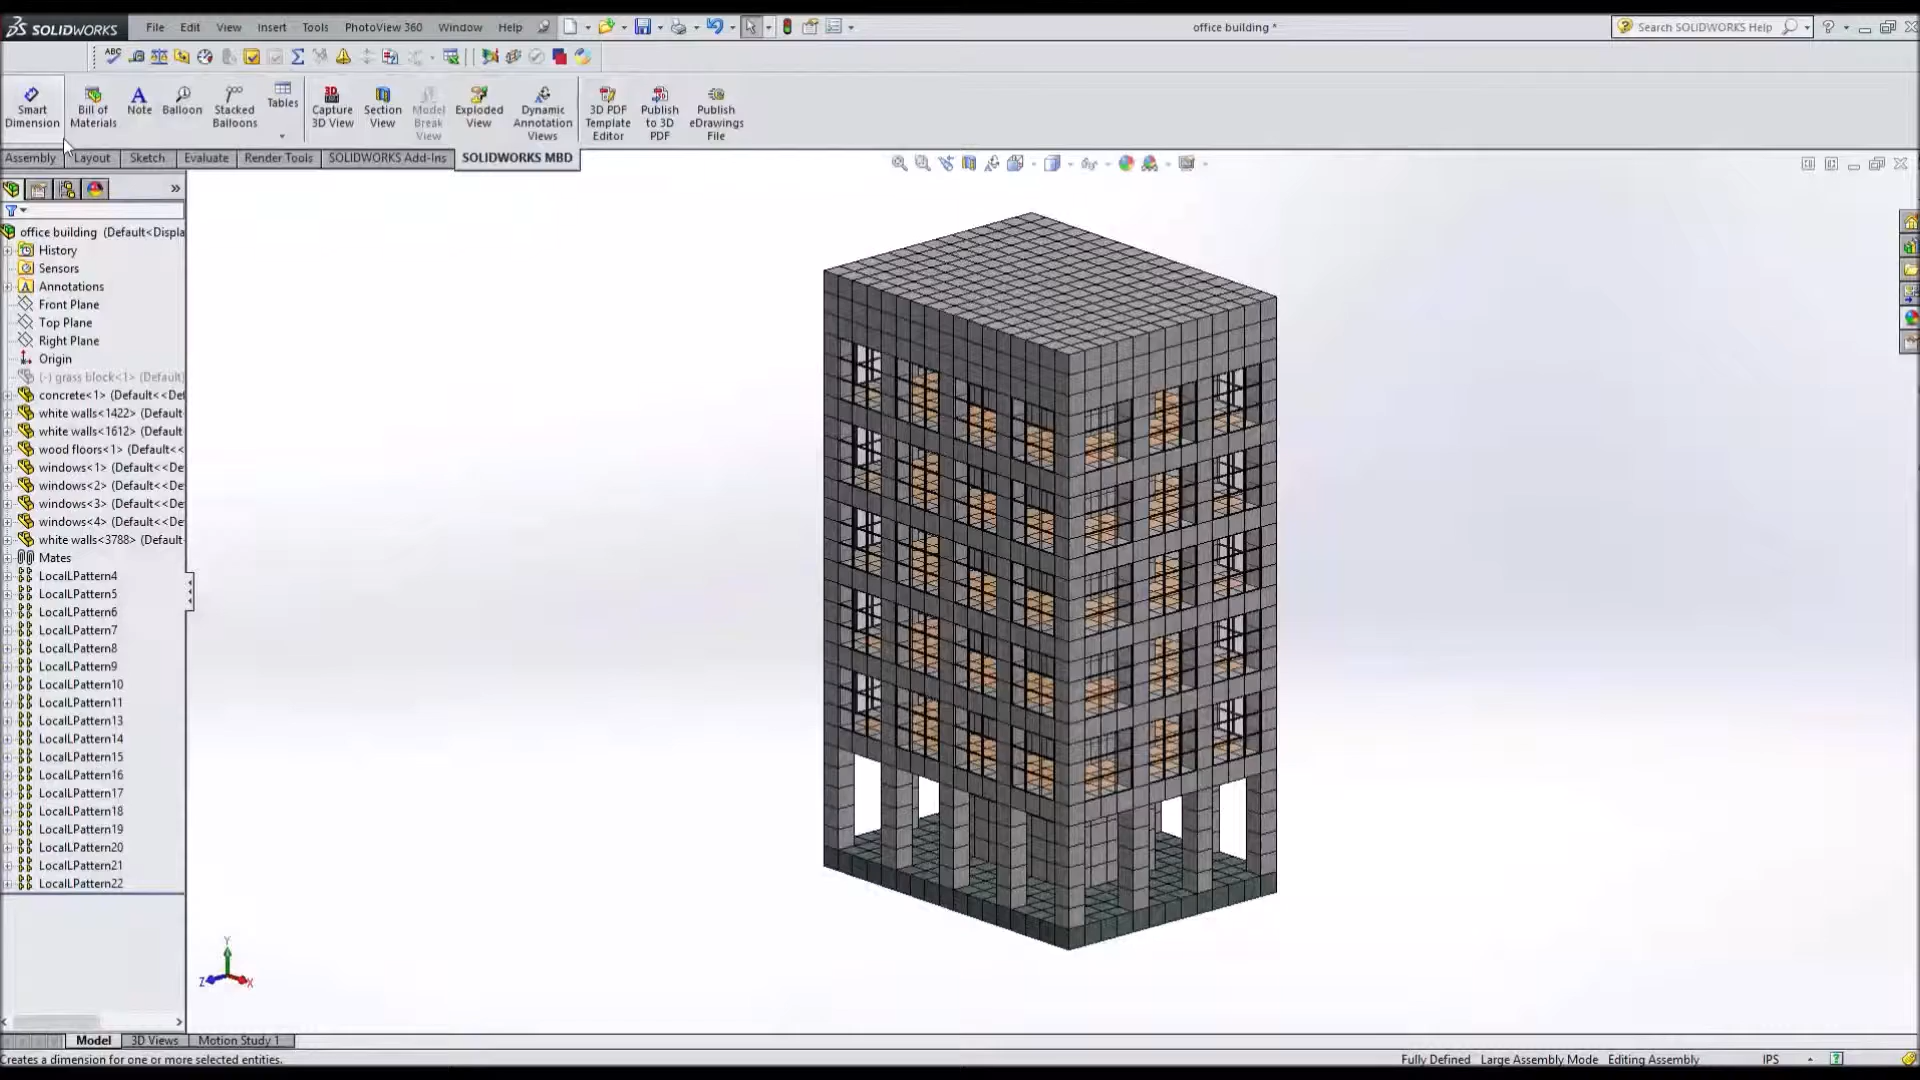 SOLIDWORKS File Edit View Insert Tools PhotoView 360 Window Help office building * Search SOLIDWORKS Help ?
ABC
Smart Dimension
Bill of Materials
Note
Balloon
Stacked Balloons
Tables
Capture 3D View
Section View
Model Break View
Exploded View
Dynamic Annotation Views
3D PDF Template Editor
Publish to 3D PDF
Publish eDrawings File
Assembly Layout Sketch Evaluate Render Tools SOLIDWORKS Add-Ins SOLIDWORKS MBD
office building (Default<Displa
History
Sensors
Annotations
Front Plane
Top Plane
Right Plane
Origin
(-) grass block<1> (Default)
concrete<1> (Default<<Def
white walls<1422> (Default
white walls<1612> (Default
wood floors<1> (Default<<
windows<1> (Default<<De
windows<2> (Default<<De
windows<3> (Default<<De
windows<4> (Default<<De
white walls<3788> (Default
Mates
LocalLPattern4
LocalLPattern5
LocalLPattern6
LocalLPattern7
LocalLPattern8
LocalLPattern9
LocalLPattern10
LocalLPattern11
LocalLPattern13
LocalLPattern14
LocalLPattern15
LocalLPattern16
LocalLPattern17
LocalLPattern18
LocalLPattern19
LocalLPattern20
LocalLPattern21
LocalLPattern22
Y
Z X
Model 3D Views Motion Study 1
Creates a dimension for one or more selected entities. Fully Defined Large Assembly Mode Editing Assembly IPS ?